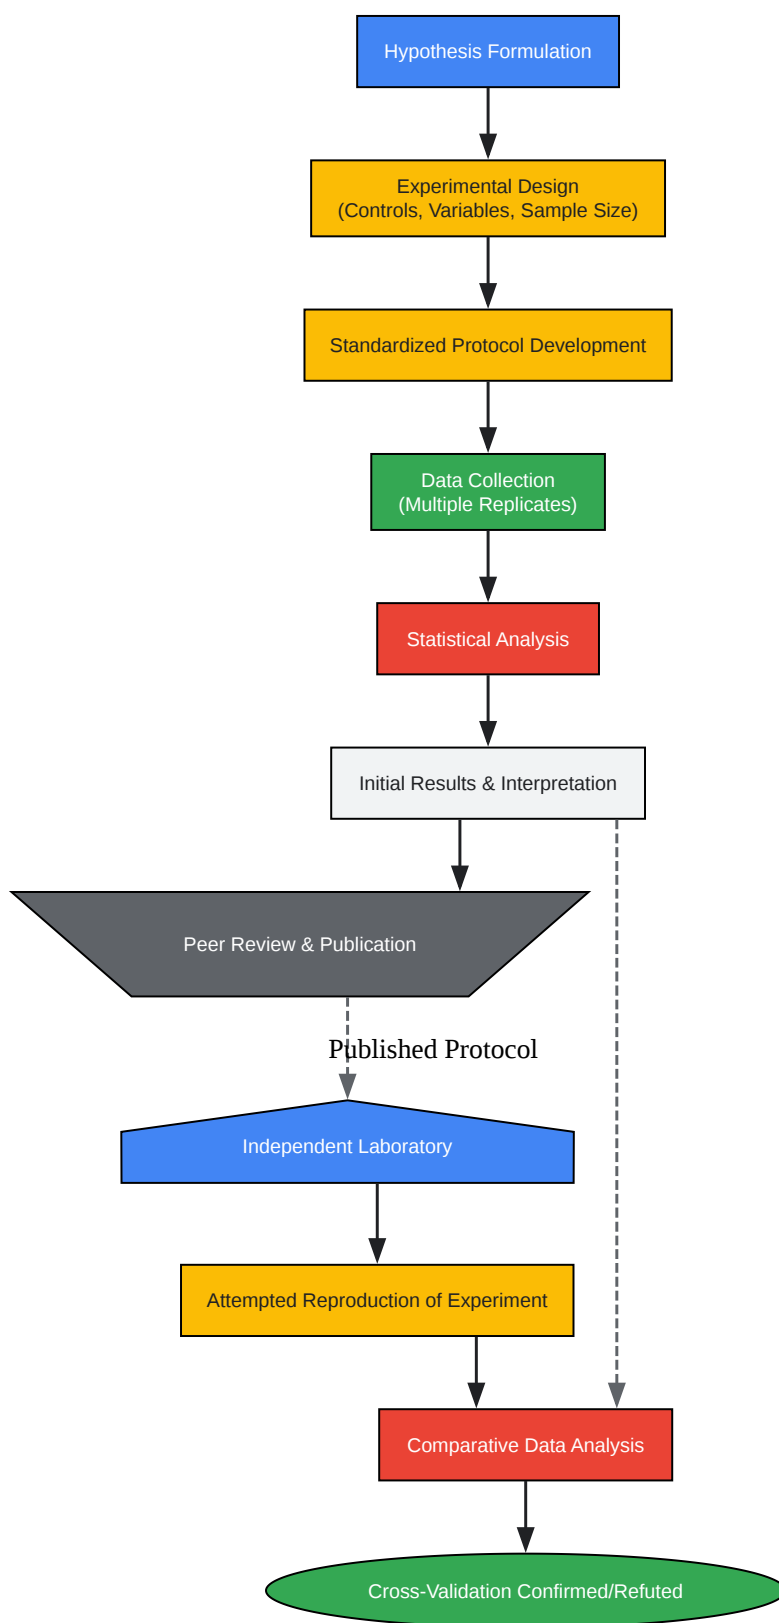 Hypothesis Formulation
Experimental Design
(Controls, Variables, Sample Size)
Standardized Protocol Development
Data Collection
(Multiple Replicates)
Statistical Analysis
Initial Results & Interpretation
Peer Review & Publication
Published Protocol
Independent Laboratory
Attempted Reproduction of Experiment
Comparative Data Analysis
Cross-Validation Confirmed/Refuted